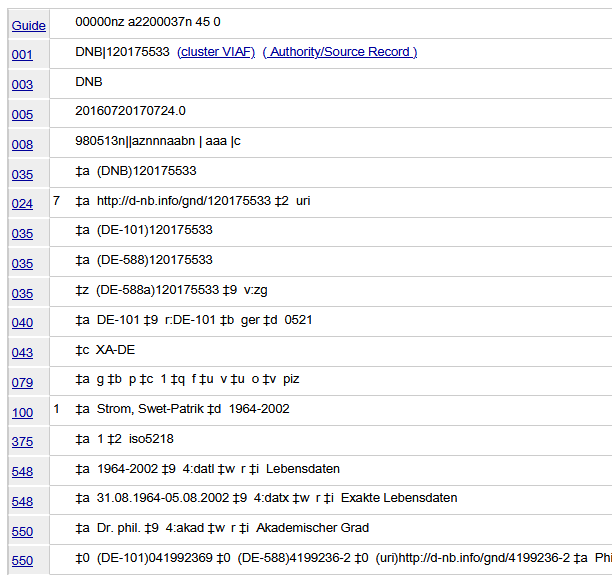 Guide 00000nz a2200037n 45 0
001 DNB|120175533 (cluster VIAF) ( Authority/Source Record )
003 DNB
005 20160720170724.0
008 980513n||aznnnaabn | aaa |c
035 ‡a (DNB)120175533
024 7 ‡a http://d-nb.info/gnd/120175533 ‡2 uri
035 ‡a (DE-101)120175533
035 ‡a (DE-588)120175533
035 ‡z (DE-588a)120175533 ‡9 v:zg
040 ‡a DE-101 ‡9 r:DE-101 ‡b ger ‡d 0521
043 ‡c XA-DE
079 ‡a g ‡b p ‡c 1 ‡q f ‡u v ‡u o ‡v piz
100 1 ‡a Strom, Swet-Patrik ‡d 1964-2002
375 ‡a 1 ‡2 iso5218
548 ‡a 1964-2002 ‡9 4:datl ‡w r ‡i Lebensdaten
548 ‡a 31.08.1964-05.08.2002 ‡9 4:datx ‡w r ‡i Exakte Lebensdaten
550 ‡a Dr. phil. ‡9 4:akad ‡w r ‡i Akademischer Grad
550 ‡0 (DE-101)041992369 ‡0 (DE-588)4199236-2 ‡0 (uri)http://d-nb.info/gnd/4199236-2 ‡a Phi